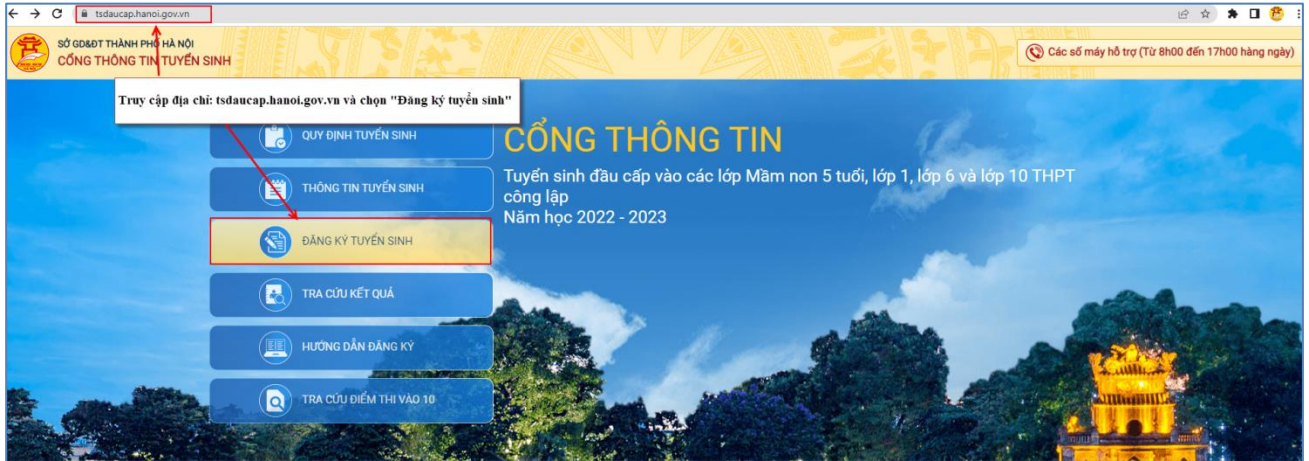 tsdaucap.hanoi.gov.vn
SỞ GD&ĐT THÀNH PHỐ HÀ NỘI
CỔNG THÔNG TIN TUYỂN SINH
Các số máy hỗ trợ (Từ 8h00 đến 17h00 hàng ngày)
Truy cập địa chỉ: tsdaucap.hanoi.gov.vn và chọn "Đăng ký tuyển sinh"
QUY ĐỊNH TUYỂN SINH
THÔNG TIN TUYỂN SINH
ĐĂNG KÝ TUYỂN SINH
TRA CỨU KẾT QUẢ
HƯỚNG DẪN ĐĂNG KÝ
TRA CỨU ĐIỂM THI VÀO 10
CỔNG THÔNG TIN
Tuyển sinh đầu cấp vào các lớp Mầm non 5 tuổi, lớp 1, lớp 6 và lớp 10 THPT
công lập
Năm học 2022 - 2023